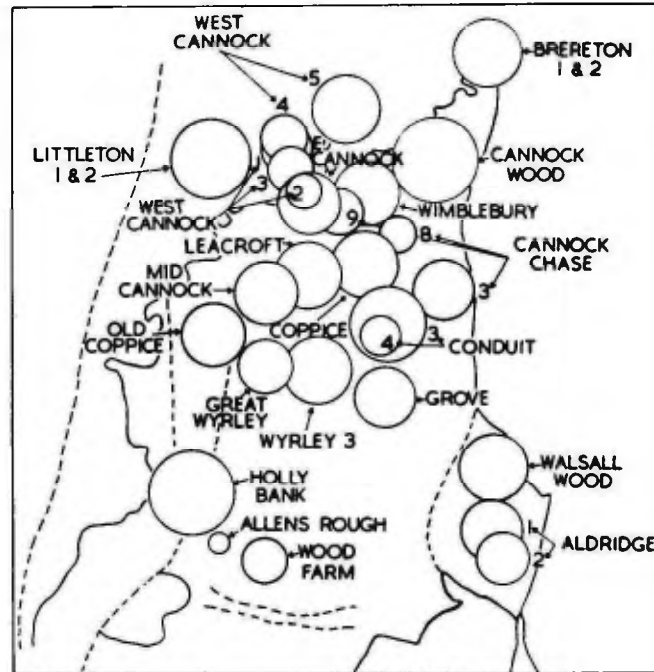 WEST
CANNOCK
5
4
BRERETON
1 & 2
LITTLETON
1 & 2
3
CANNOCK
CANNOCK
WOOD
2
WEST
CANNOCK
9
WIMBLEBURY
8
LEACROFT
CANNOCK
CHASE
MID
CANNOCK
3
OLD
COPPICE
COPPICE
3
4
CONDUIT
GREAT
WYRLEY
WYRLEY 3
GROVE
HOLLY
BANK
WALSALL
WOOD
ALLENS ROUGH
WOOD
FARM
1
ALDRIDGE
2